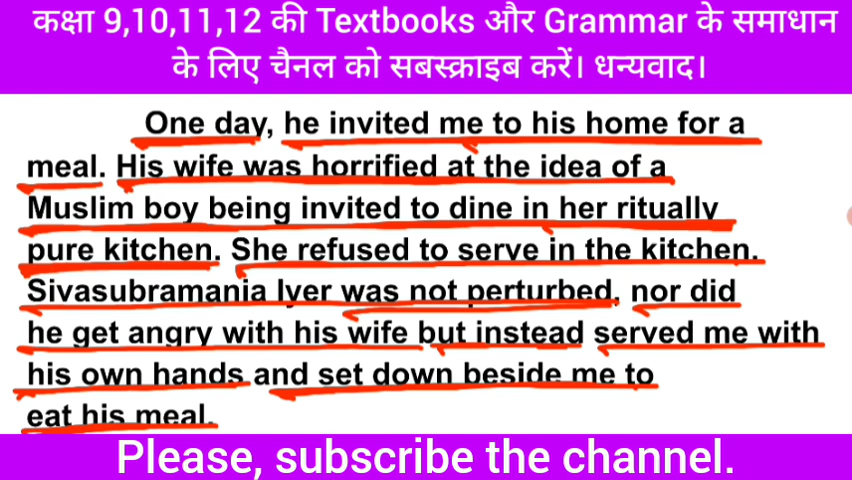 कक्षा 9,10,11,12 की Textbooks और Grammar के समाधान
के लिए चैनल को सबस्क्राइब करें। धन्यवाद।
One day, he invited me to his home for a
meal. His wife was horrified at the idea of a
Muslim boy being invited to dine in her ritually
pure kitchen. She refused to serve in the kitchen.
Sivasubramania Iyer was not perturbed, nor did
he get angry with his wife but instead served me with
his own hands and set down beside me to
eat his meal.
Please, subscribe the channel.